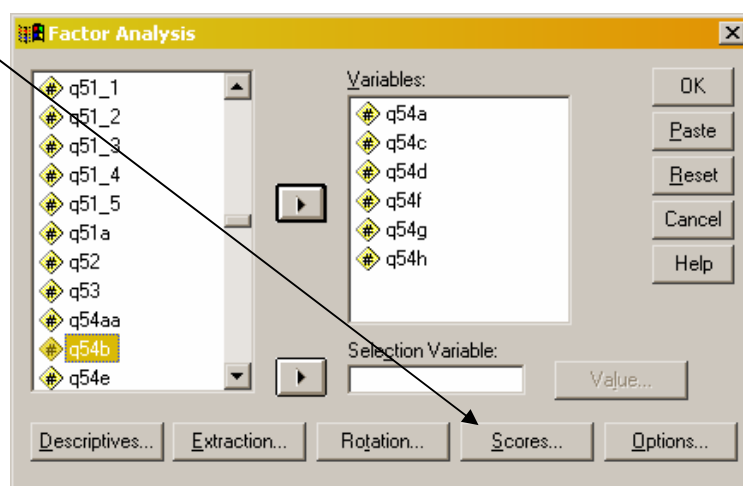 Factor Analysis
q51_1
q51_2
q51_3
q51_4
q51_5
q51a
q52
q53
q54aa
q54b
q54e
Variables:
q54a
q54c
q54d
q54f
q54g
q54h
Selection Variable:
Value...
OK
Paste
Reset
Cancel
Help
Descriptives...
Extraction...
Rotation...
Scores...
Options...